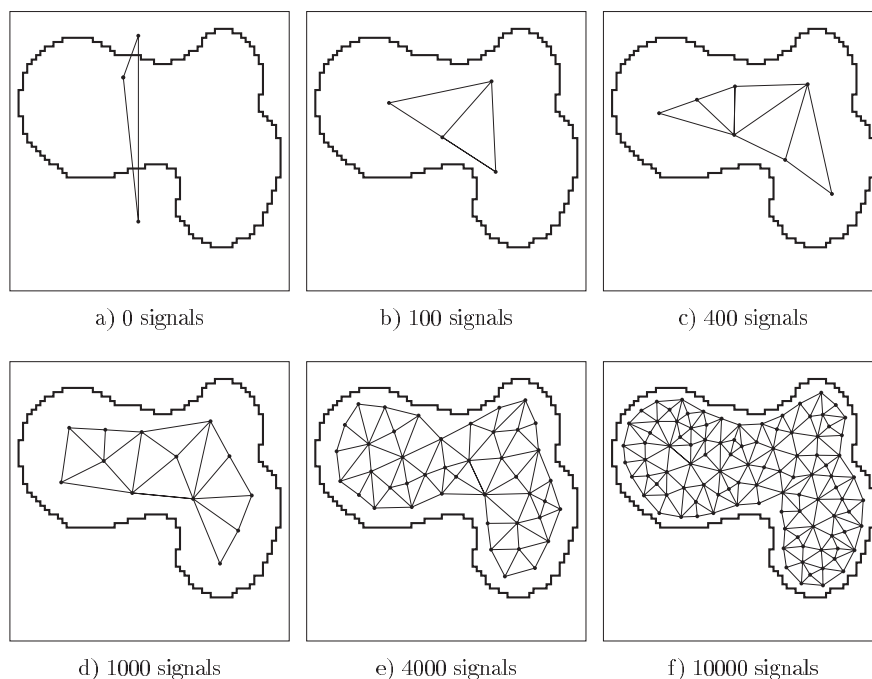 a) 0 signals
b) 100 signals
c) 400 signals
d) 1000 signals
e) 4000 signals
f) 10000 signals